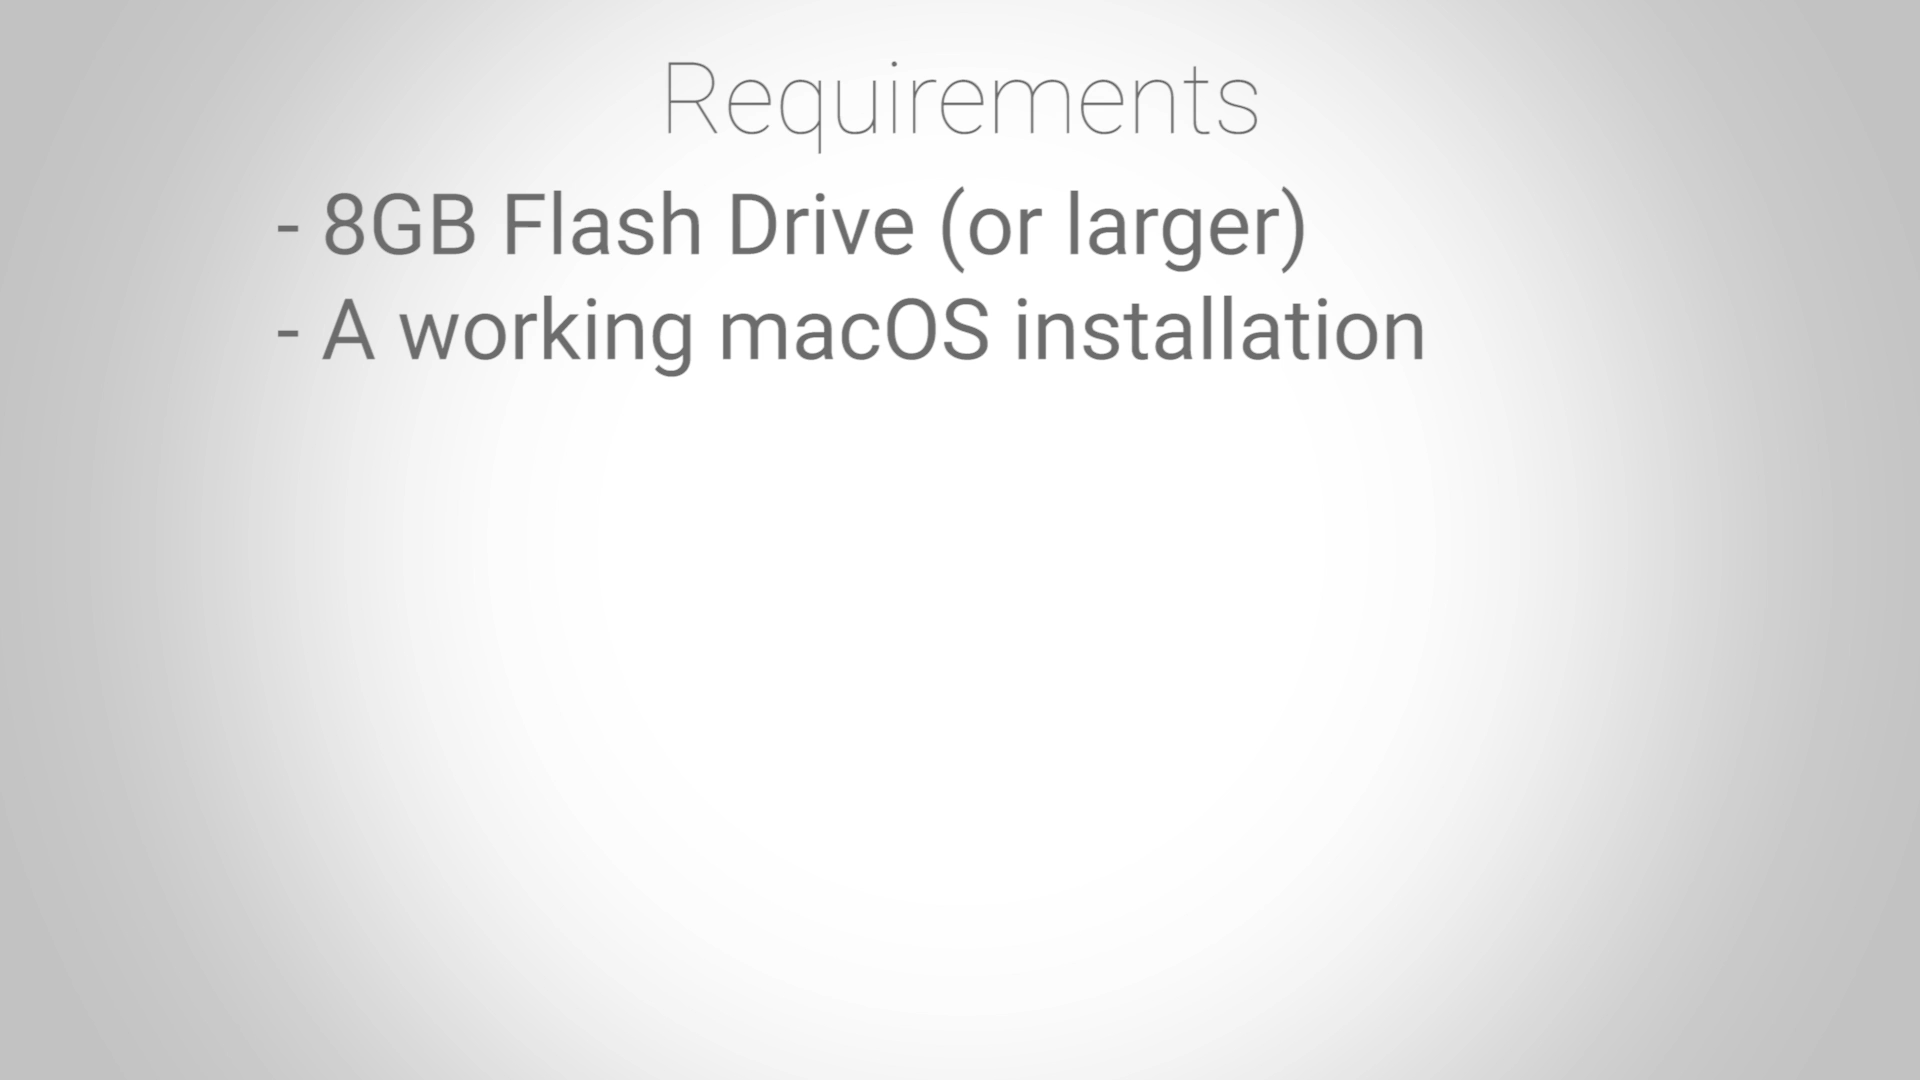 Requirements
- 8GB Flash Drive (or larger)
- A working macOS installation